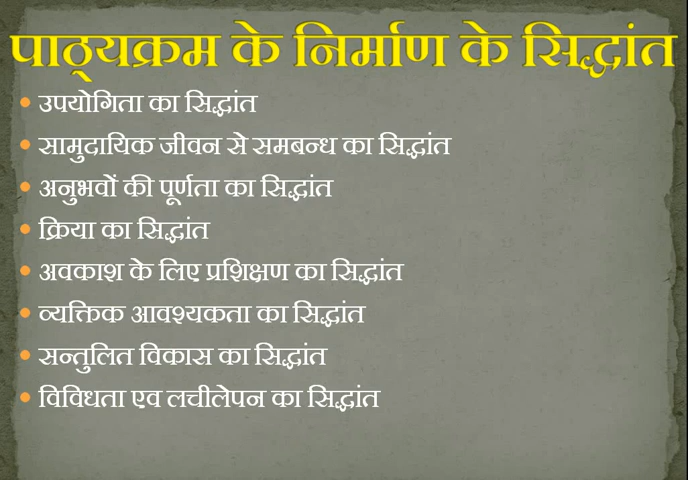 पाठ्यक्रम के निर्माण के सिद्धांत
उपयोगिता का सिद्धांत
सामुदायिक जीवन से समबन्ध का सिद्धांत
अनुभवों की पूर्णता का सिद्धांत
क्रिया का सिद्धांत
अवकाश के लिए प्रशिक्षण का सिद्धांत
व्यक्तिक आवश्यकता का सिद्धांत
सन्तुलित विकास का सिद्धांत
विविधता एव लचीलेपन का सिद्धांत